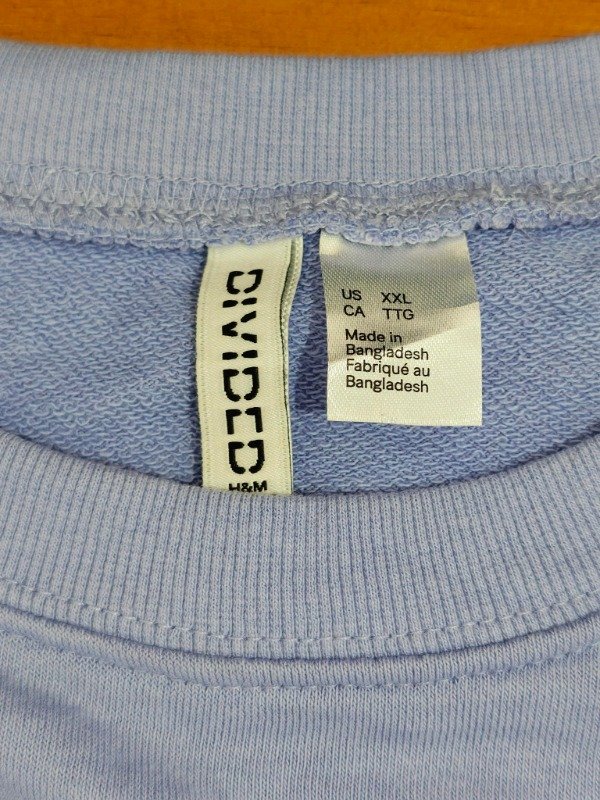 DIVIDED
H&M
US XXL
CA TTG
Made in
Bangladesh
Fabriqué au
Bangladesh